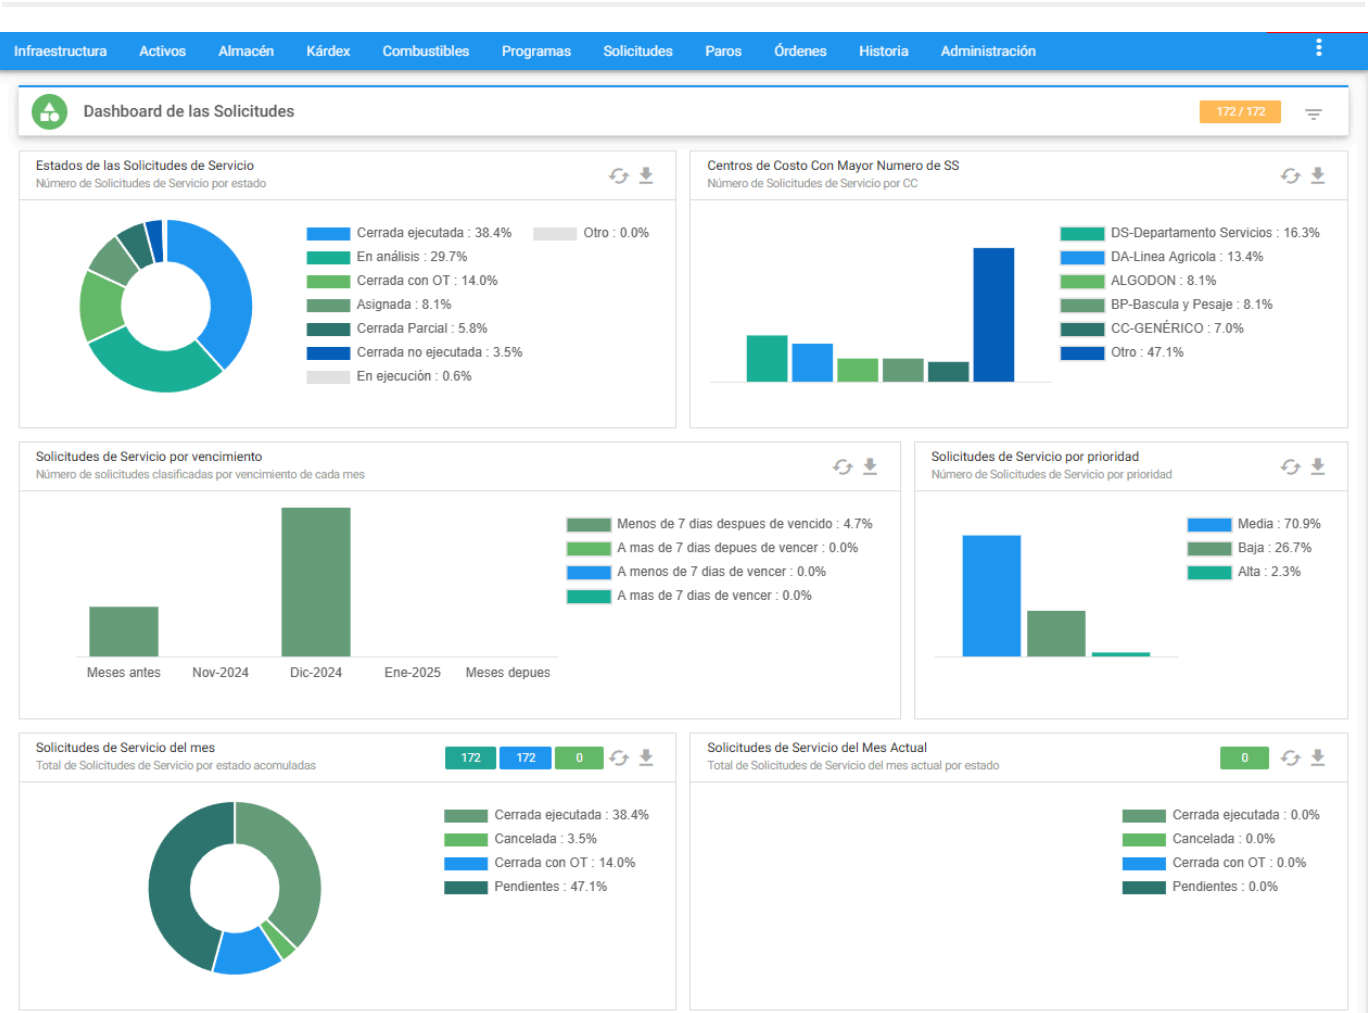 Infraestructura Activos Almacén Kárdex Combustibles Programas Solicitudes Paros Órdenes Historia Administración
Dashboard de las Solicitudes
172 / 172
Estados de las Solicitudes de Servicio
Número de Solicitudes de Servicio por estado
Cerrada ejecutada : 38.4%
Otro : 0.0%
En análisis : 29.7%
Cerrada con OT : 14.0%
Asignada : 8.1%
Cerrada Parcial : 5.8%
Cerrada no ejecutada : 3.5%
En ejecución : 0.6%
Centros de Costo Con Mayor Numero de SS
Número de Solicitudes de Servicio por CC
DS-Departamento Servicios : 16.3%
DA-Linea Agricola : 13.4%
ALGODON : 8.1%
BP-Bascula y Pesaje : 8.1%
CC-GENÉRICO : 7.0%
Otro : 47.1%
Solicitudes de Servicio por vencimiento
Número de solicitudes clasificadas por vencimiento de cada mes
Menos de 7 dias despues de vencido : 4.7%
A mas de 7 dias depues de vencer : 0.0%
A menos de 7 dias de vencer : 0.0%
A mas de 7 dias de vencer : 0.0%
Meses antes Nov-2024 Dic-2024 Ene-2025 Meses depues
Solicitudes de Servicio por prioridad
Número de Solicitudes de Servicio por prioridad
Media : 70.9%
Baja : 26.7%
Alta : 2.3%
Solicitudes de Servicio del mes
Total de Solicitudes de Servicio por estado acomuladas
172 172 0
Cerrada ejecutada : 38.4%
Cancelada : 3.5%
Cerrada con OT : 14.0%
Pendientes : 47.1%
Solicitudes de Servicio del Mes Actual
Total de Solicitudes de Servicio del mes actual por estado
0
Cerrada ejecutada : 0.0%
Cancelada : 0.0%
Cerrada con OT : 0.0%
Pendientes : 0.0%